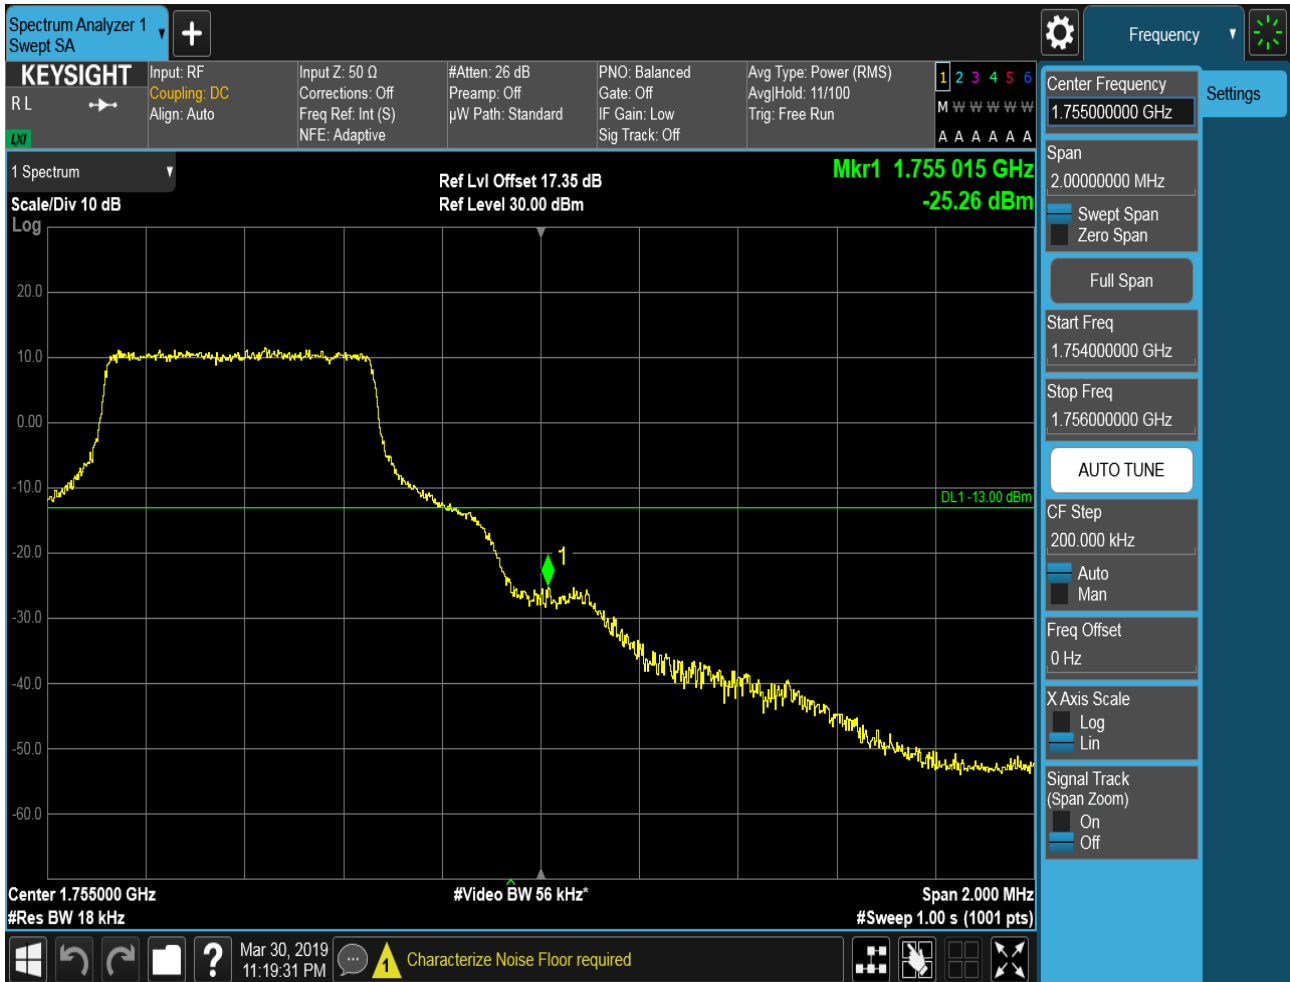 Spectrum Analyzer 1
Swept SA
Frequency
KEYSIGHT
R L
LXI
Input: RF
Coupling: DC
Align: Auto
Input Z: 50 Ω
Corrections: Off
Freq Ref: Int (S)
NFE: Adaptive
#Atten: 26 dB
Preamp: Off
µW Path: Standard
PNO: Balanced
Gate: Off
IF Gain: Low
Sig Track: Off
Avg Type: Power (RMS)
Avg|Hold: 11/100
Trig: Free Run
1 2 3 4 5 6
M W W W W W
A A A A A A
1 Spectrum
Scale/Div 10 dB
Log
Ref Lvl Offset 17.35 dB
Ref Level 30.00 dBm
Mkr1 1.755 015 GHz
-25.26 dBm
20.0
10.0
0.00
-10.0
-20.0
-30.0
-40.0
-50.0
-60.0
DL1 -13.00 dBm
1
Center 1.755000 GHz
#Res BW 18 kHz
#Video BW 56 kHz*
Span 2.000 MHz
#Sweep 1.00 s (1001 pts)
Center Frequency
1.755000000 GHz
Settings
Span
2.00000000 MHz
Swept Span
Zero Span
Full Span
Start Freq
1.754000000 GHz
Stop Freq
1.756000000 GHz
AUTO TUNE
CF Step
200.000 kHz
Auto
Man
Freq Offset
0 Hz
X Axis Scale
Log
Lin
Signal Track
(Span Zoom)
On
Off
?
Mar 30, 2019
11:19:31 PM
1
Characterize Noise Floor required